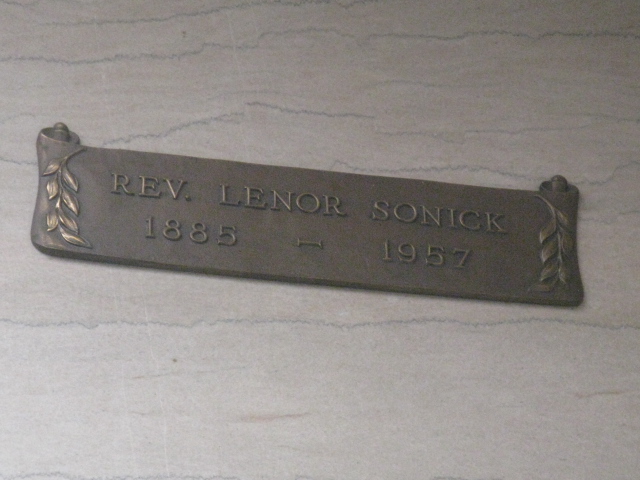 REV. LENOR SONICK
1885 – 1957